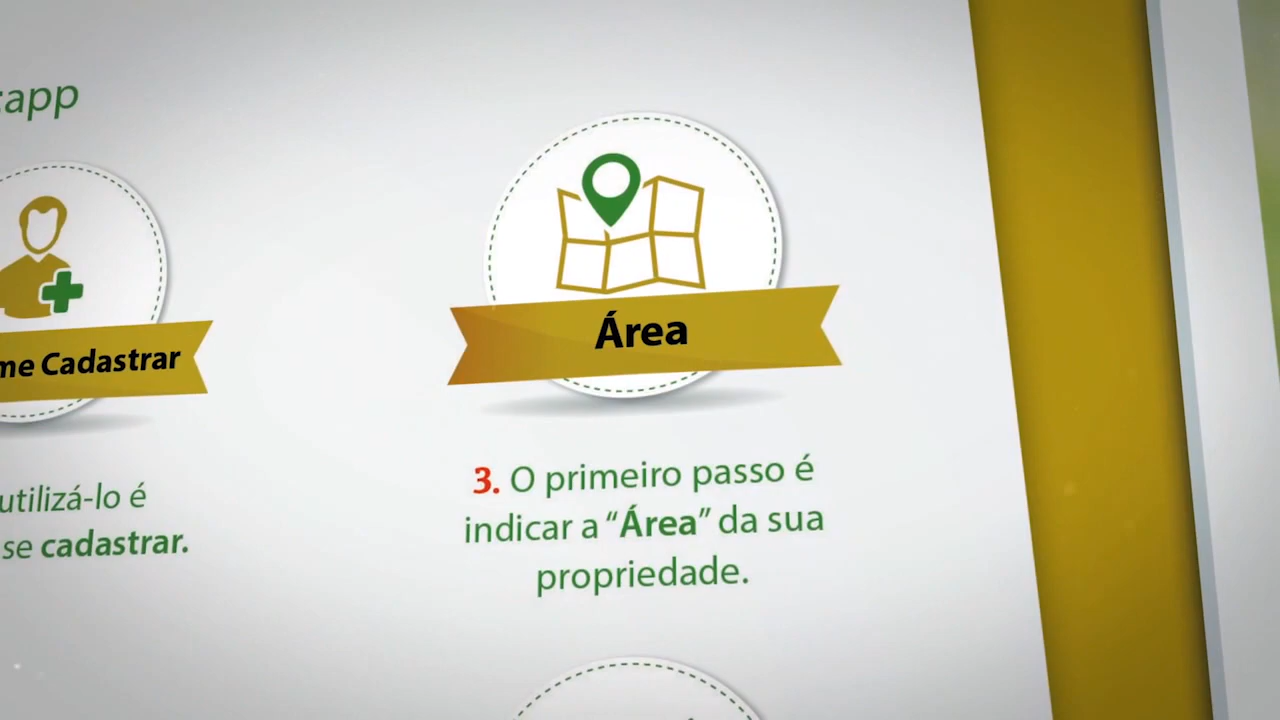 app
me Cadastrar
utilizá-lo é
se cadastrar.
Área
3. O primeiro passo é
indicar a “Área” da sua
propriedade.